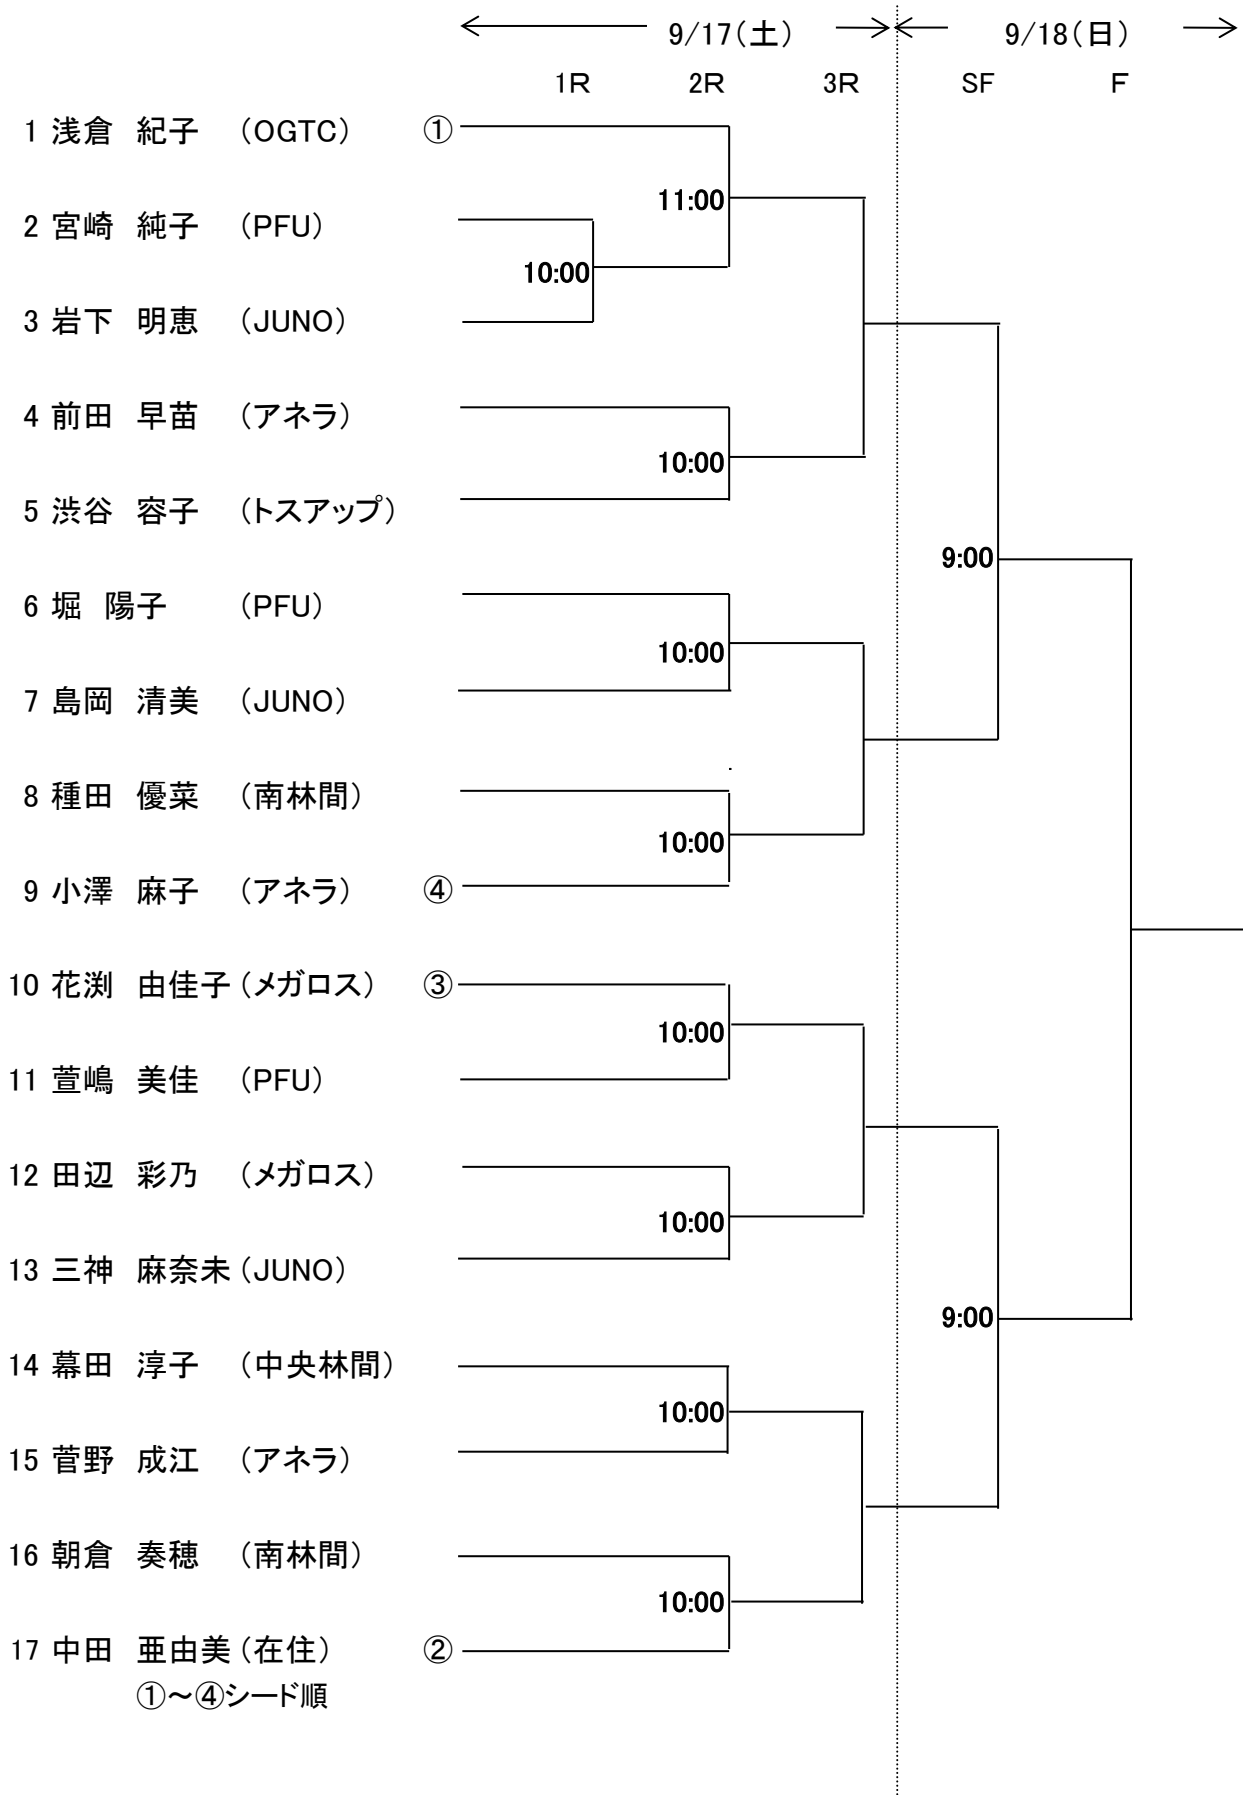 9/17(土) 9/18(日)
1R 2R 3R SF F
1 浅倉 紀子 (OGTC) ①
11:00
2 宮崎 純子 (PFU)
10:00
3 岩下 明恵 (JUNO)
4 前田 早苗 (アネラ)
10:00
5 渋谷 容子 (トスアップ)
9:00
6 堀 陽子 (PFU)
10:00
7 島岡 清美 (JUNO)
8 種田 優菜 (南林間)
10:00
9 小澤 麻子 (アネラ) ④
10 花渕 由佳子 (メガロス) ③
10:00
11 萱嶋 美佳 (PFU)
12 田辺 彩乃 (メガロス)
10:00
13 三神 麻奈未 (JUNO)
9:00
14 幕田 淳子 (中央林間)
10:00
15 菅野 成江 (アネラ)
16 朝倉 奏穂 (南林間)
10:00
17 中田 亜由美 (在住) ②
①～④シード順